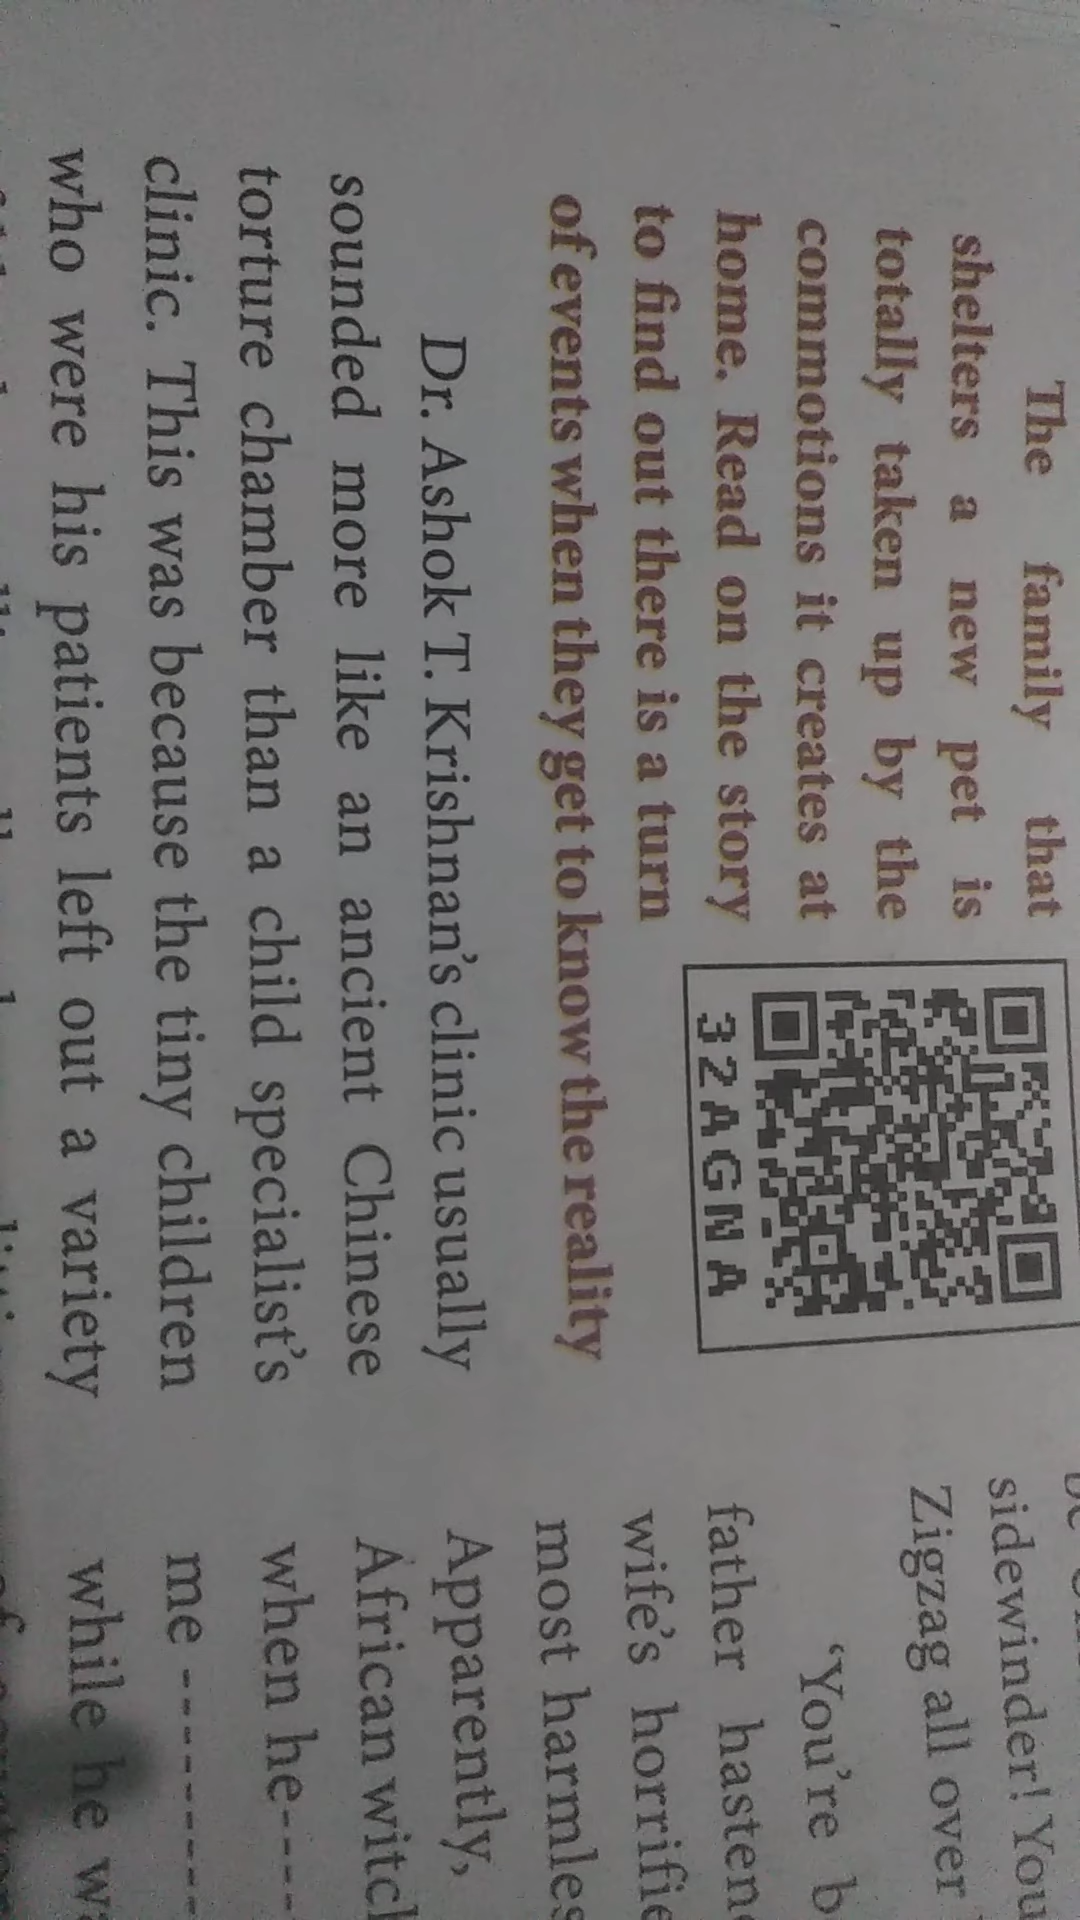 The family that
shelters a new pet is
totally taken up by the
commotions it creates at
home. Read on the story
to find out there is a turn
of events when they get to know the reality
32AGNA
Dr. Ashok T. Krishnan's clinic usually
sounded more like an ancient Chinese
torture chamber than a child specialist's
clinic. This was because the tiny children
who were his patients left out a variety
sidewinder! You
Zigzag all over
'You're b
father hasten
wife's horrifie
most harmles
Apparently,
African witch
when he----
me --------
while he wa